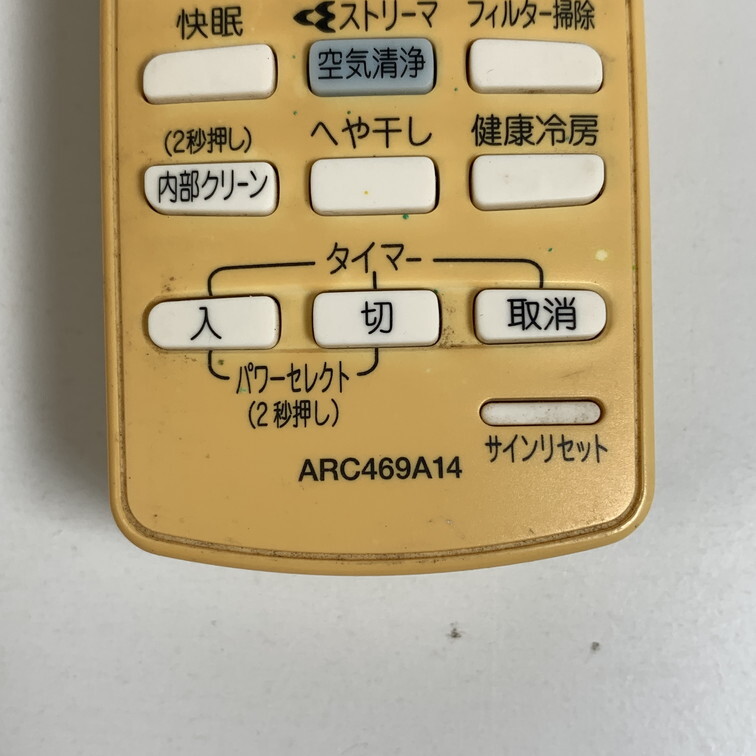 快眠
ストリーマ
フィルター掃除
空気清浄
(2秒押し)
へや干し
健康冷房
内部クリーン
タイマー
入
切
取消
パワーセレクト
(2秒押し)
サインリセット
ARC469A14